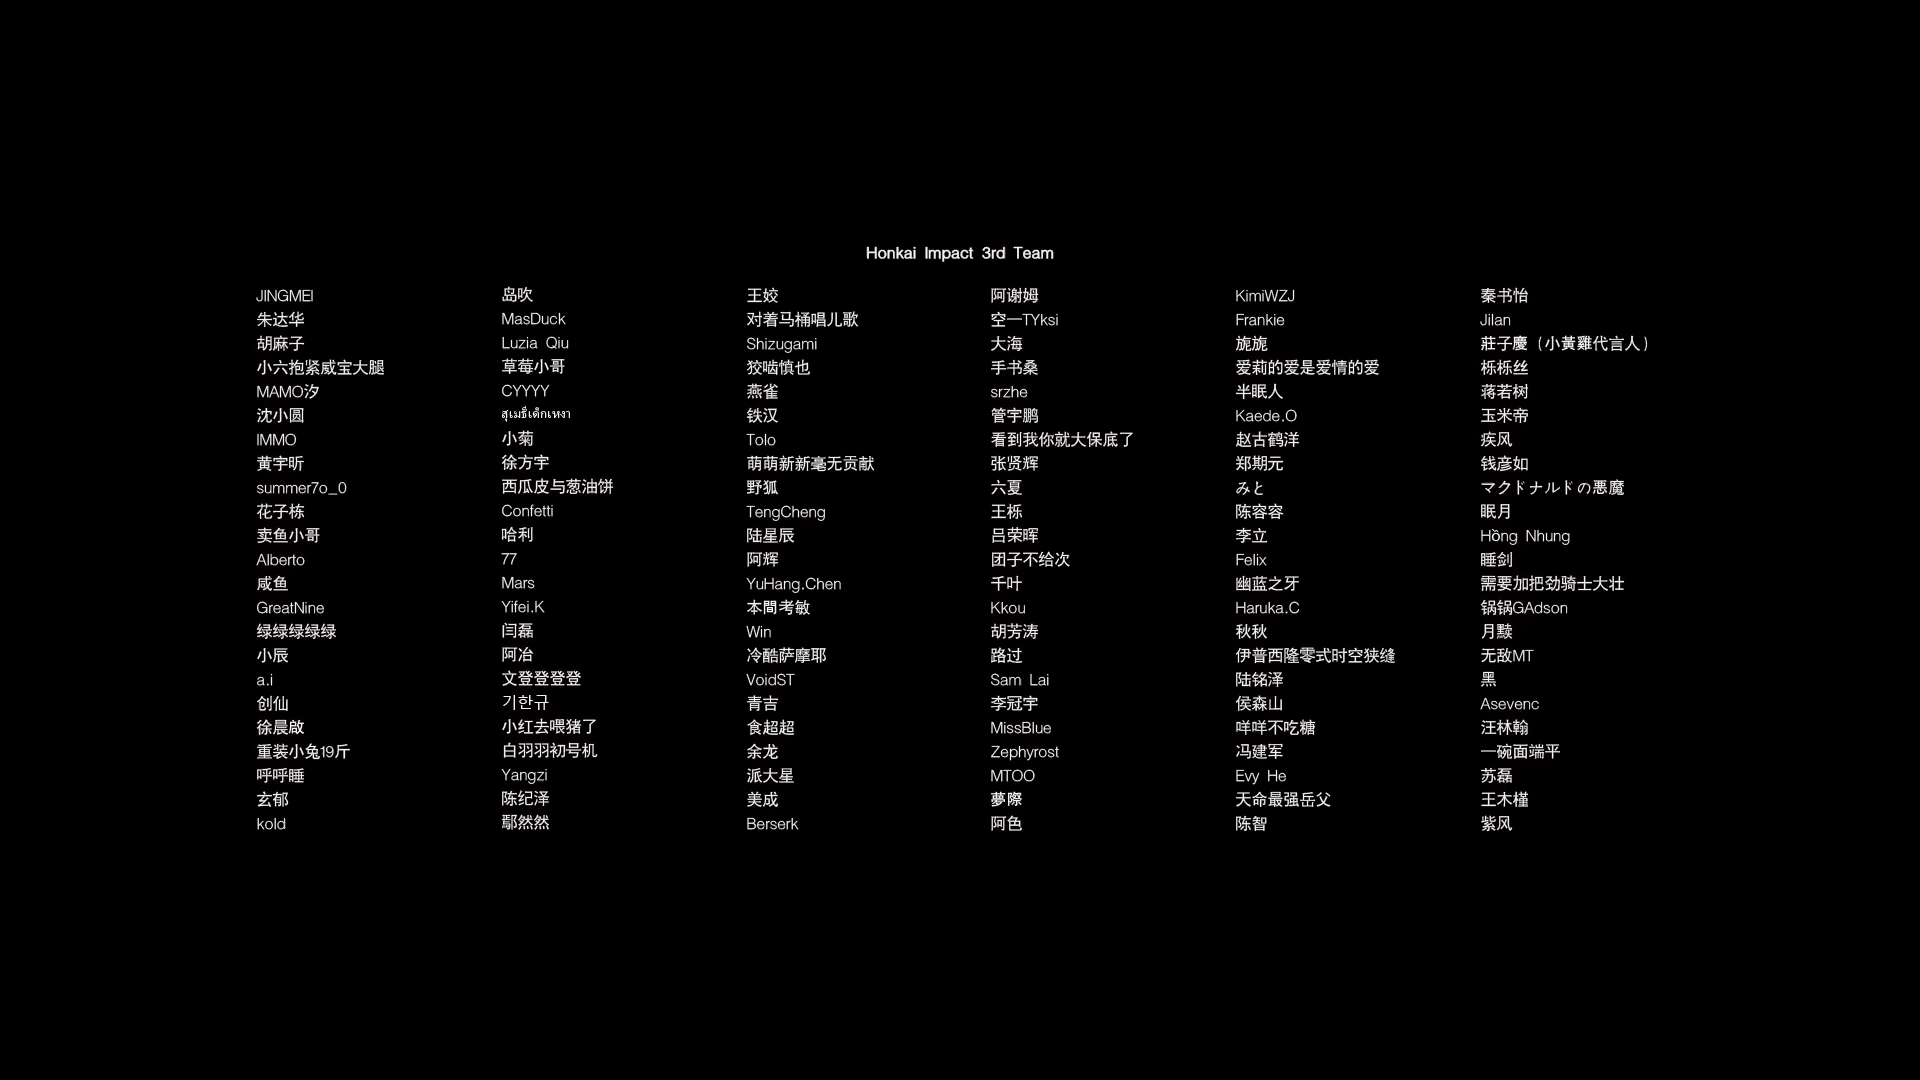 Honkai Impact 3rd Team
JINGMEI 岛吹 王姣 阿谢姆 KimiWZJ 秦书怡
朱达华 MasDuck 对着马桶唱儿歌 空一TYksi Frankie Jilan
胡麻子 Luzia Qiu Shizugami 大海 旎旎 莊子慶（小黃雞代言人）
小六抱紧威宝大腿 草莓小哥 狡啮慎也 手书桑 爱莉的爱是爱情的爱 栎栎丝
MAMO汐 CYYYY 燕雀 srzhe 半眠人 蒋若树
沈小圆 สุเมธีเด็กเหงา 铁汉 管宇鹏 Kaede.O 玉米帝
IMMO 小菊 Tolo 看到我你就大保底了 赵古鹤洋 疾风
黄宇昕 徐方宇 萌萌新新毫无贡献 张贤辉 郑期元 钱彦如
summer7o_0 西瓜皮与葱油饼 野狐 六夏 みと マクドナルドの悪魔
花子栋 Confetti TengCheng 王栎 陈容容 眠月
卖鱼小哥 哈利 陆星辰 吕荣晖 李立 Hồng Nhung
Alberto 77 阿辉 团子不给次 Felix 睡剑
咸鱼 Mars YuHang.Chen 千叶 幽蓝之牙 需要加把劲骑士大壮
GreatNine Yifei.K 本間考敏 Kkou Haruka.C 锅锅GAdson
绿绿绿绿绿 闫磊 Win 胡芳涛 秋秋 月黩
小辰 阿冶 冷酷萨摩耶 路过 伊普西隆零式时空狭缝 无敌MT
a.i 文登登登登 VoidST Sam Lai 陆铭泽 黑
创仙 기한규 青吉 李冠宇 侯森山 Asevenc
徐晨啟 小红去喂猪了 食超超 MissBlue 咩咩不吃糖 汪林翰
重装小兔19斤 白羽羽初号机 余龙 Zephyrost 冯建军 一碗面端平
呼呼睡 Yangzi 派大星 MTOO Evy He 苏磊
玄郁 陈纪泽 美成 夢際 天命最强岳父 王木槿
kold 鄢然然 Berserk 阿色 陈智 紫风